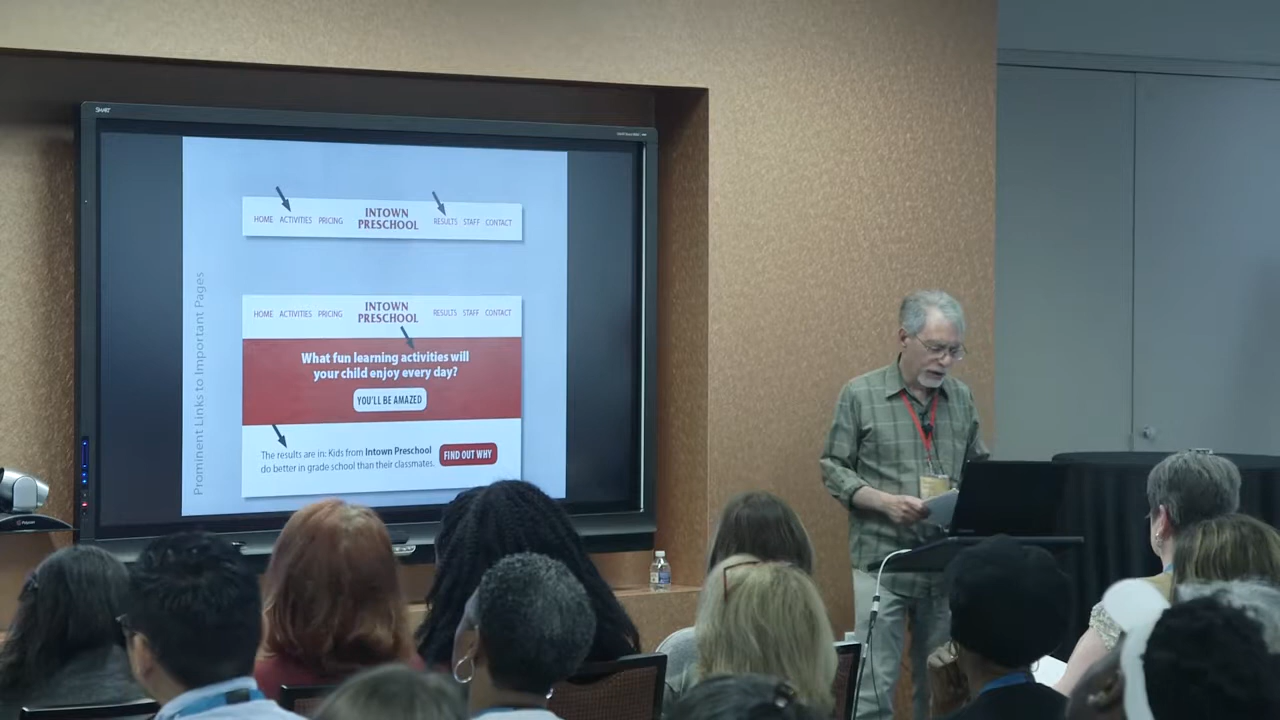 SMART
Prominent Links to Important Pages
HOME ACTIVITIES PRICING INTOWN PRESCHOOL RESULTS STAFF CONTACT
HOME ACTIVITIES PRICING INTOWN PRESCHOOL RESULTS STAFF CONTACT
What fun learning activities will
your child enjoy every day?
YOU'LL BE AMAZED
The results are in: Kids from Intown Preschool
do better in grade school than their classmates.
FIND OUT WHY